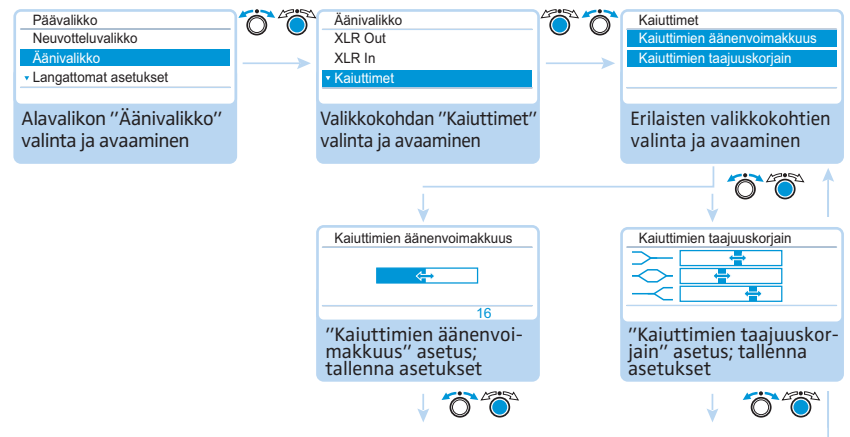 Päävalikko
Neuvotteluvalikko
Äänivalikko
Langattomat asetukset
Alavalikon "Äänivalikko"
valinta ja avaaminen
Äänivalikko
XLR Out
XLR In
Kaiuttimet
Valikkokohdan "Kaiuttimet"
valinta ja avaaminen
Kaiuttimet
Kaiuttimien äänenvoimakkuus
Kaiuttimien taajuuskorjain
Erilaisten valikkokohtien
valinta ja avaaminen
Kaiuttimien äänenvoimakkuus
16
"Kaiuttimien äänenvoi-
makkuus" asetus;
tallenna asetukset
Kaiuttimien taajuuskorjain
"Kaiuttimien taajuuskor-
jain" asetus; tallenna
asetukset